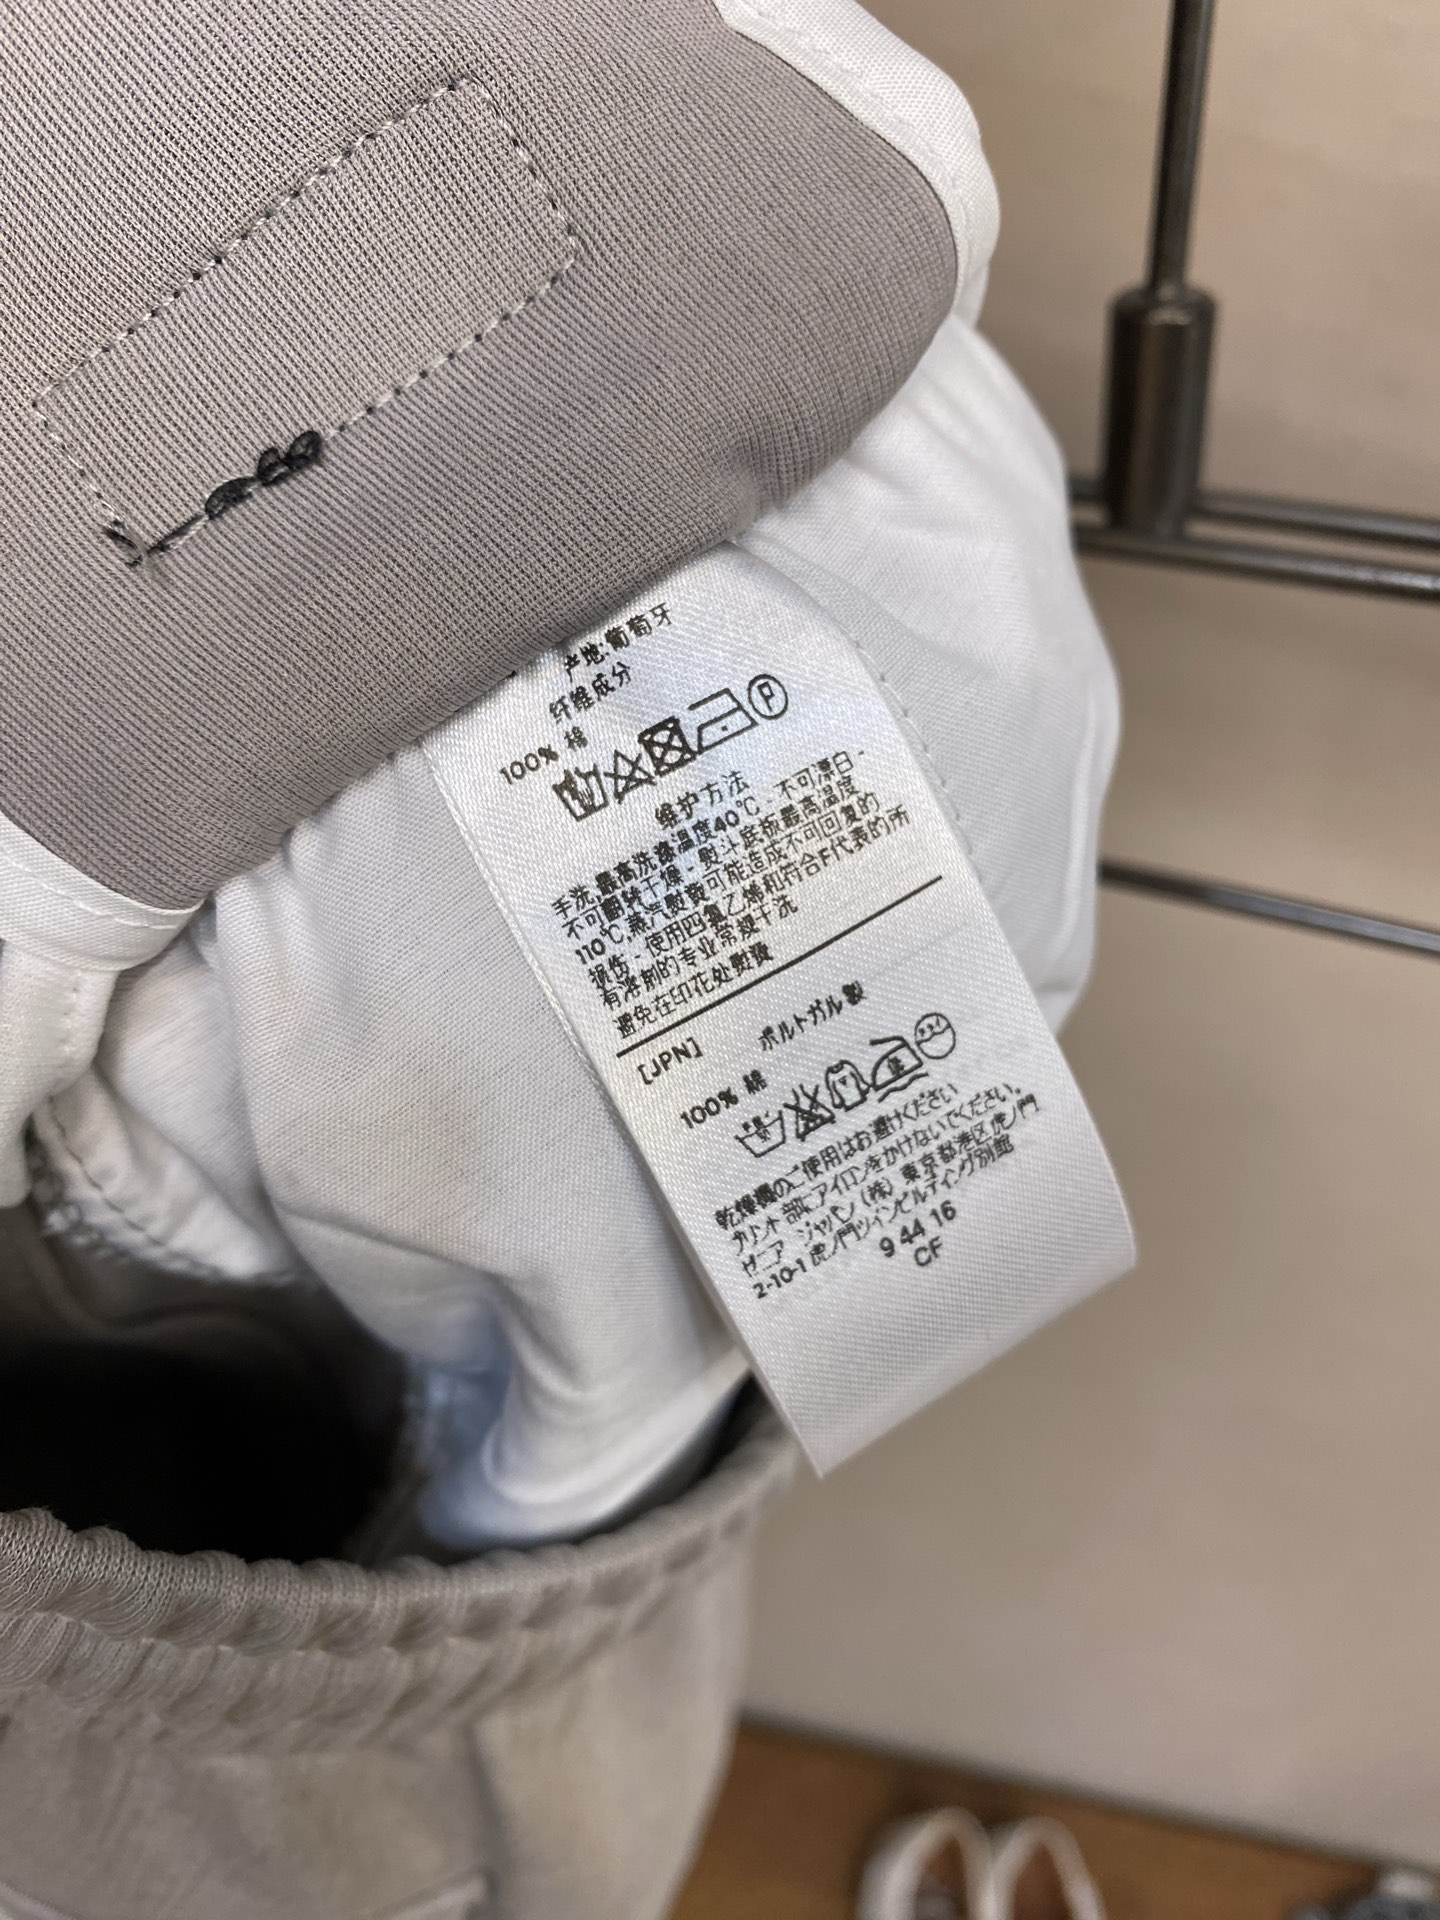 产地:葡萄牙
纤维成分
100% 棉
P
维护方法
手洗,最高洗涤温度40℃ - 不可漂白 -
不可翻转干燥 - 熨斗底板最高温度
110℃,蒸汽熨烫可能造成不可回复的
损伤 - 使用四氯乙烯和符合F代表的所
有溶剂的专业常规干洗
避免在印花处熨烫
[JPN] ポルトガル製
100% 綿
乾燥機のご使用はお避けください
プリント部にアイロンをかけないでください。
ゼニア ジャパン (株) 東京都港区虎ノ門
2-10-1 虎ノ門ツインビルディング別館
9 44 16
CF